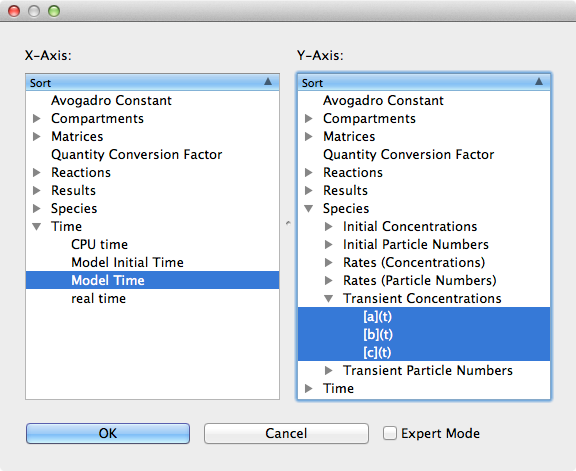 X-Axis:
Sort
Avogadro Constant
Compartments
Matrices
Quantity Conversion Factor
Reactions
Results
Species
Time
CPU time
Model Initial Time
Model Time
real time
Y-Axis:
Sort
Avogadro Constant
Compartments
Matrices
Quantity Conversion Factor
Reactions
Results
Species
Initial Concentrations
Initial Particle Numbers
Rates (Concentrations)
Rates (Particle Numbers)
Transient Concentrations
[a](t)
[b](t)
[c](t)
Transient Particle Numbers
Time
OK
Cancel
Expert Mode